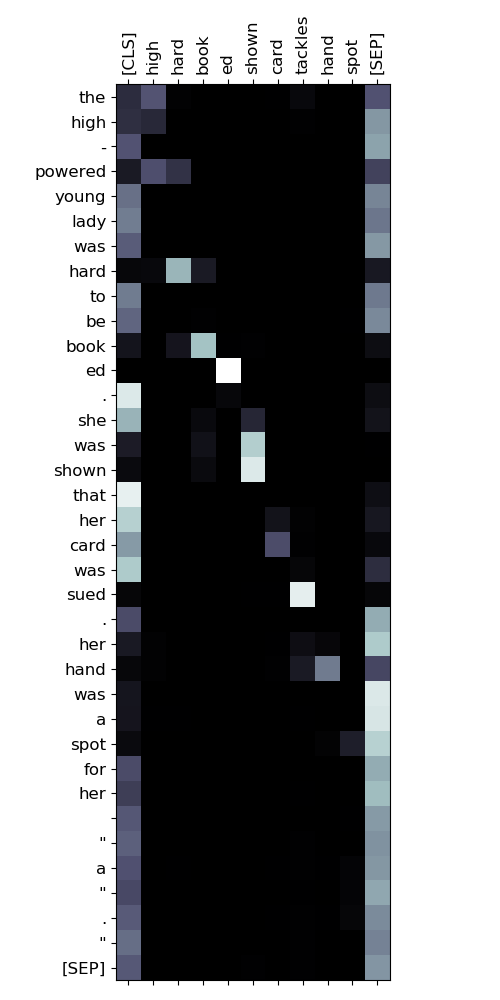 [CLS] high hard book ed shown card tackles hand spot [SEP]
the
high
-
powered
young
lady
was
hard
to
be
book
ed
.
she
was
shown
that
her
card
was
sued
.
her
hand
was
a
spot
for
her
"
a
"
.
"
[SEP]